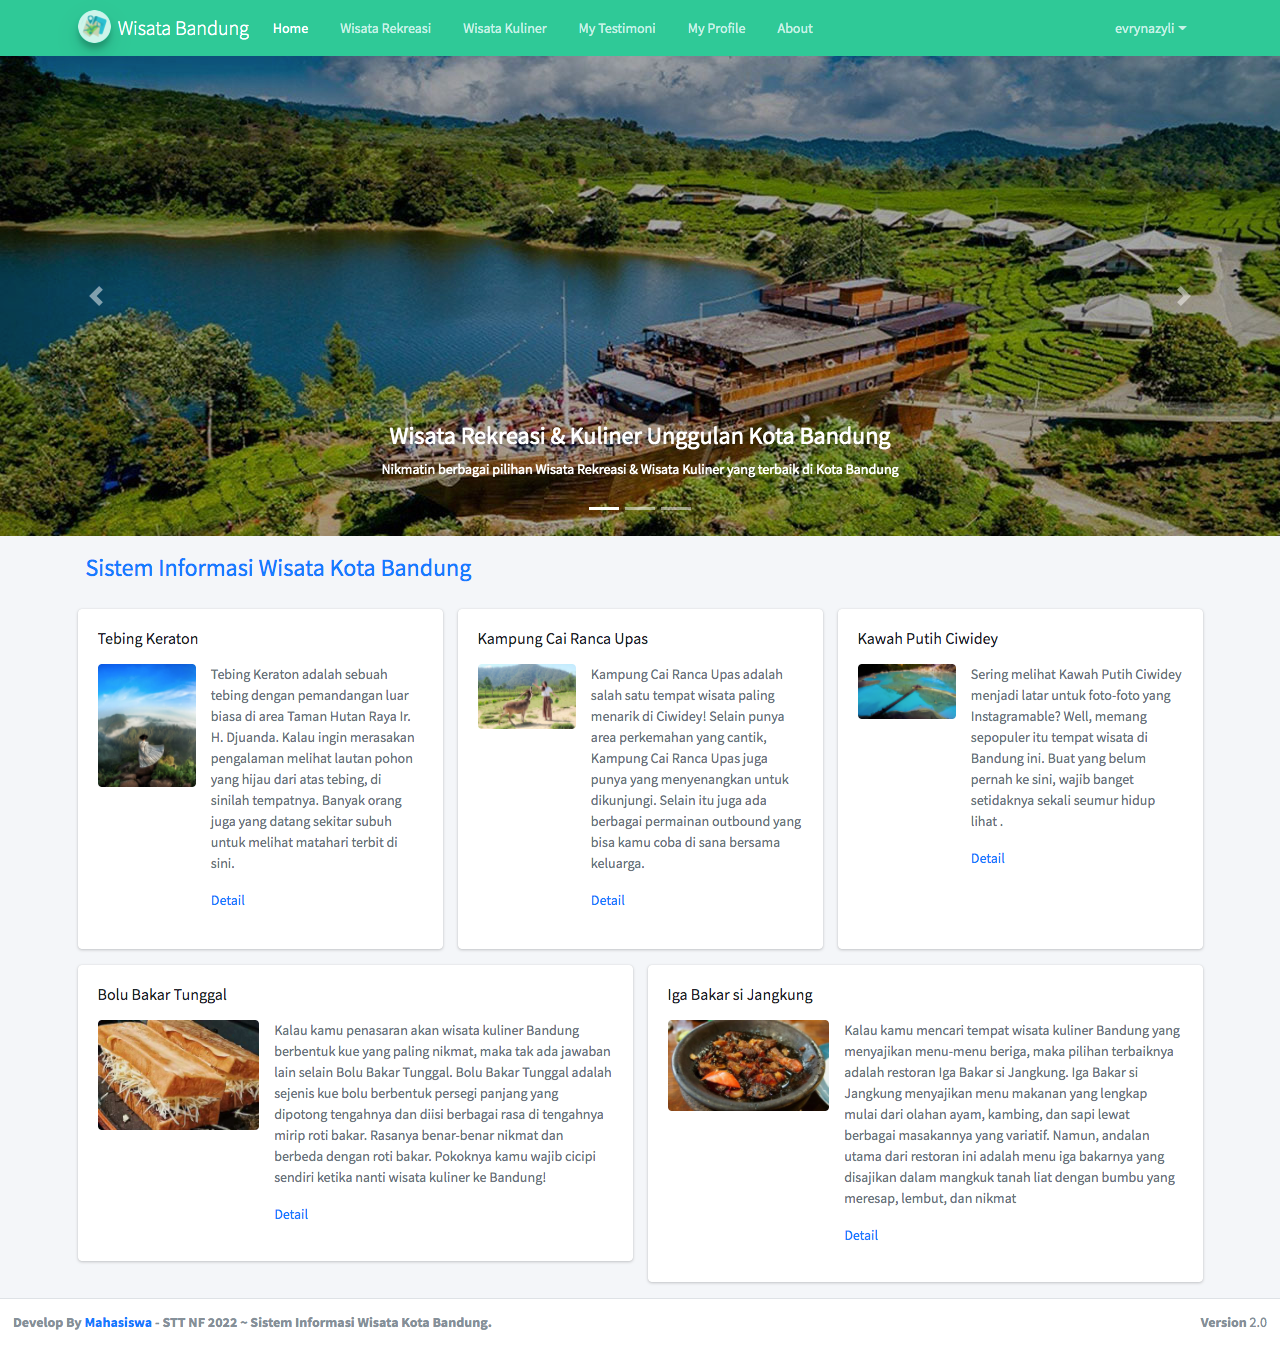 Wisata Bandung Home Wisata Rekreasi Wisata Kuliner My Testimoni My Profile About evrynazyli
Wisata Rekreasi & Kuliner Unggulan Kota Bandung
Nikmatin berbagai pilihan Wisata Rekreasi & Wisata Kuliner yang terbaik di Kota Bandung
Sistem Informasi Wisata Kota Bandung
Tebing Keraton
Tebing Keraton adalah sebuah
tebing dengan pemandangan luar
biasa di area Taman Hutan Raya Ir.
H. Djuanda. Kalau ingin merasakan
pengalaman melihat lautan pohon
yang hijau dari atas tebing, di
sinilah tempatnya. Banyak orang
juga yang datang sekitar subuh
untuk melihat matahari terbit di
sini.
Detail
Kampung Cai Ranca Upas
Kampung Cai Ranca Upas adalah
salah satu tempat wisata paling
menarik di Ciwidey! Selain punya
area perkemahan yang cantik,
Kampung Cai Ranca Upas juga
punya yang menyenangkan untuk
dikunjungi. Selain itu juga ada
berbagai permainan outbound yang
bisa kamu coba di sana bersama
keluarga.
Detail
Kawah Putih Ciwidey
Sering melihat Kawah Putih Ciwidey
menjadi latar untuk foto-foto yang
Instagramable? Well, memang
sepopuler itu tempat wisata di
Bandung ini. Buat yang belum
pernah ke sini, wajib banget
setidaknya sekali seumur hidup
lihat .
Detail
Bolu Bakar Tunggal
Kalau kamu penasaran akan wisata kuliner Bandung
berbentuk kue yang paling nikmat, maka tak ada jawaban
lain selain Bolu Bakar Tunggal. Bolu Bakar Tunggal adalah
sejenis kue bolu berbentuk persegi panjang yang
dipotong tengahnya dan diisi berbagai rasa di tengahnya
mirip roti bakar. Rasanya benar-benar nikmat dan
berbeda dengan roti bakar. Pokoknya kamu wajib cicipi
sendiri ketika nanti wisata kuliner ke Bandung!
Detail
Iga Bakar si Jangkung
Kalau kamu mencari tempat wisata kuliner Bandung yang
menyajikan menu-menu beriga, maka pilihan terbaiknya
adalah restoran Iga Bakar si Jangkung. Iga Bakar si
Jangkung menyajikan menu makanan yang lengkap
mulai dari olahan ayam, kambing, dan sapi lewat
berbagai masakannya yang variatif. Namun, andalan
utama dari restoran ini adalah menu iga bakarnya yang
disajikan dalam mangkuk tanah liat dengan bumbu yang
meresap, lembut, dan nikmat
Detail
Develop By Mahasiswa - STT NF 2022 ~ Sistem Informasi Wisata Kota Bandung. Version 2.0